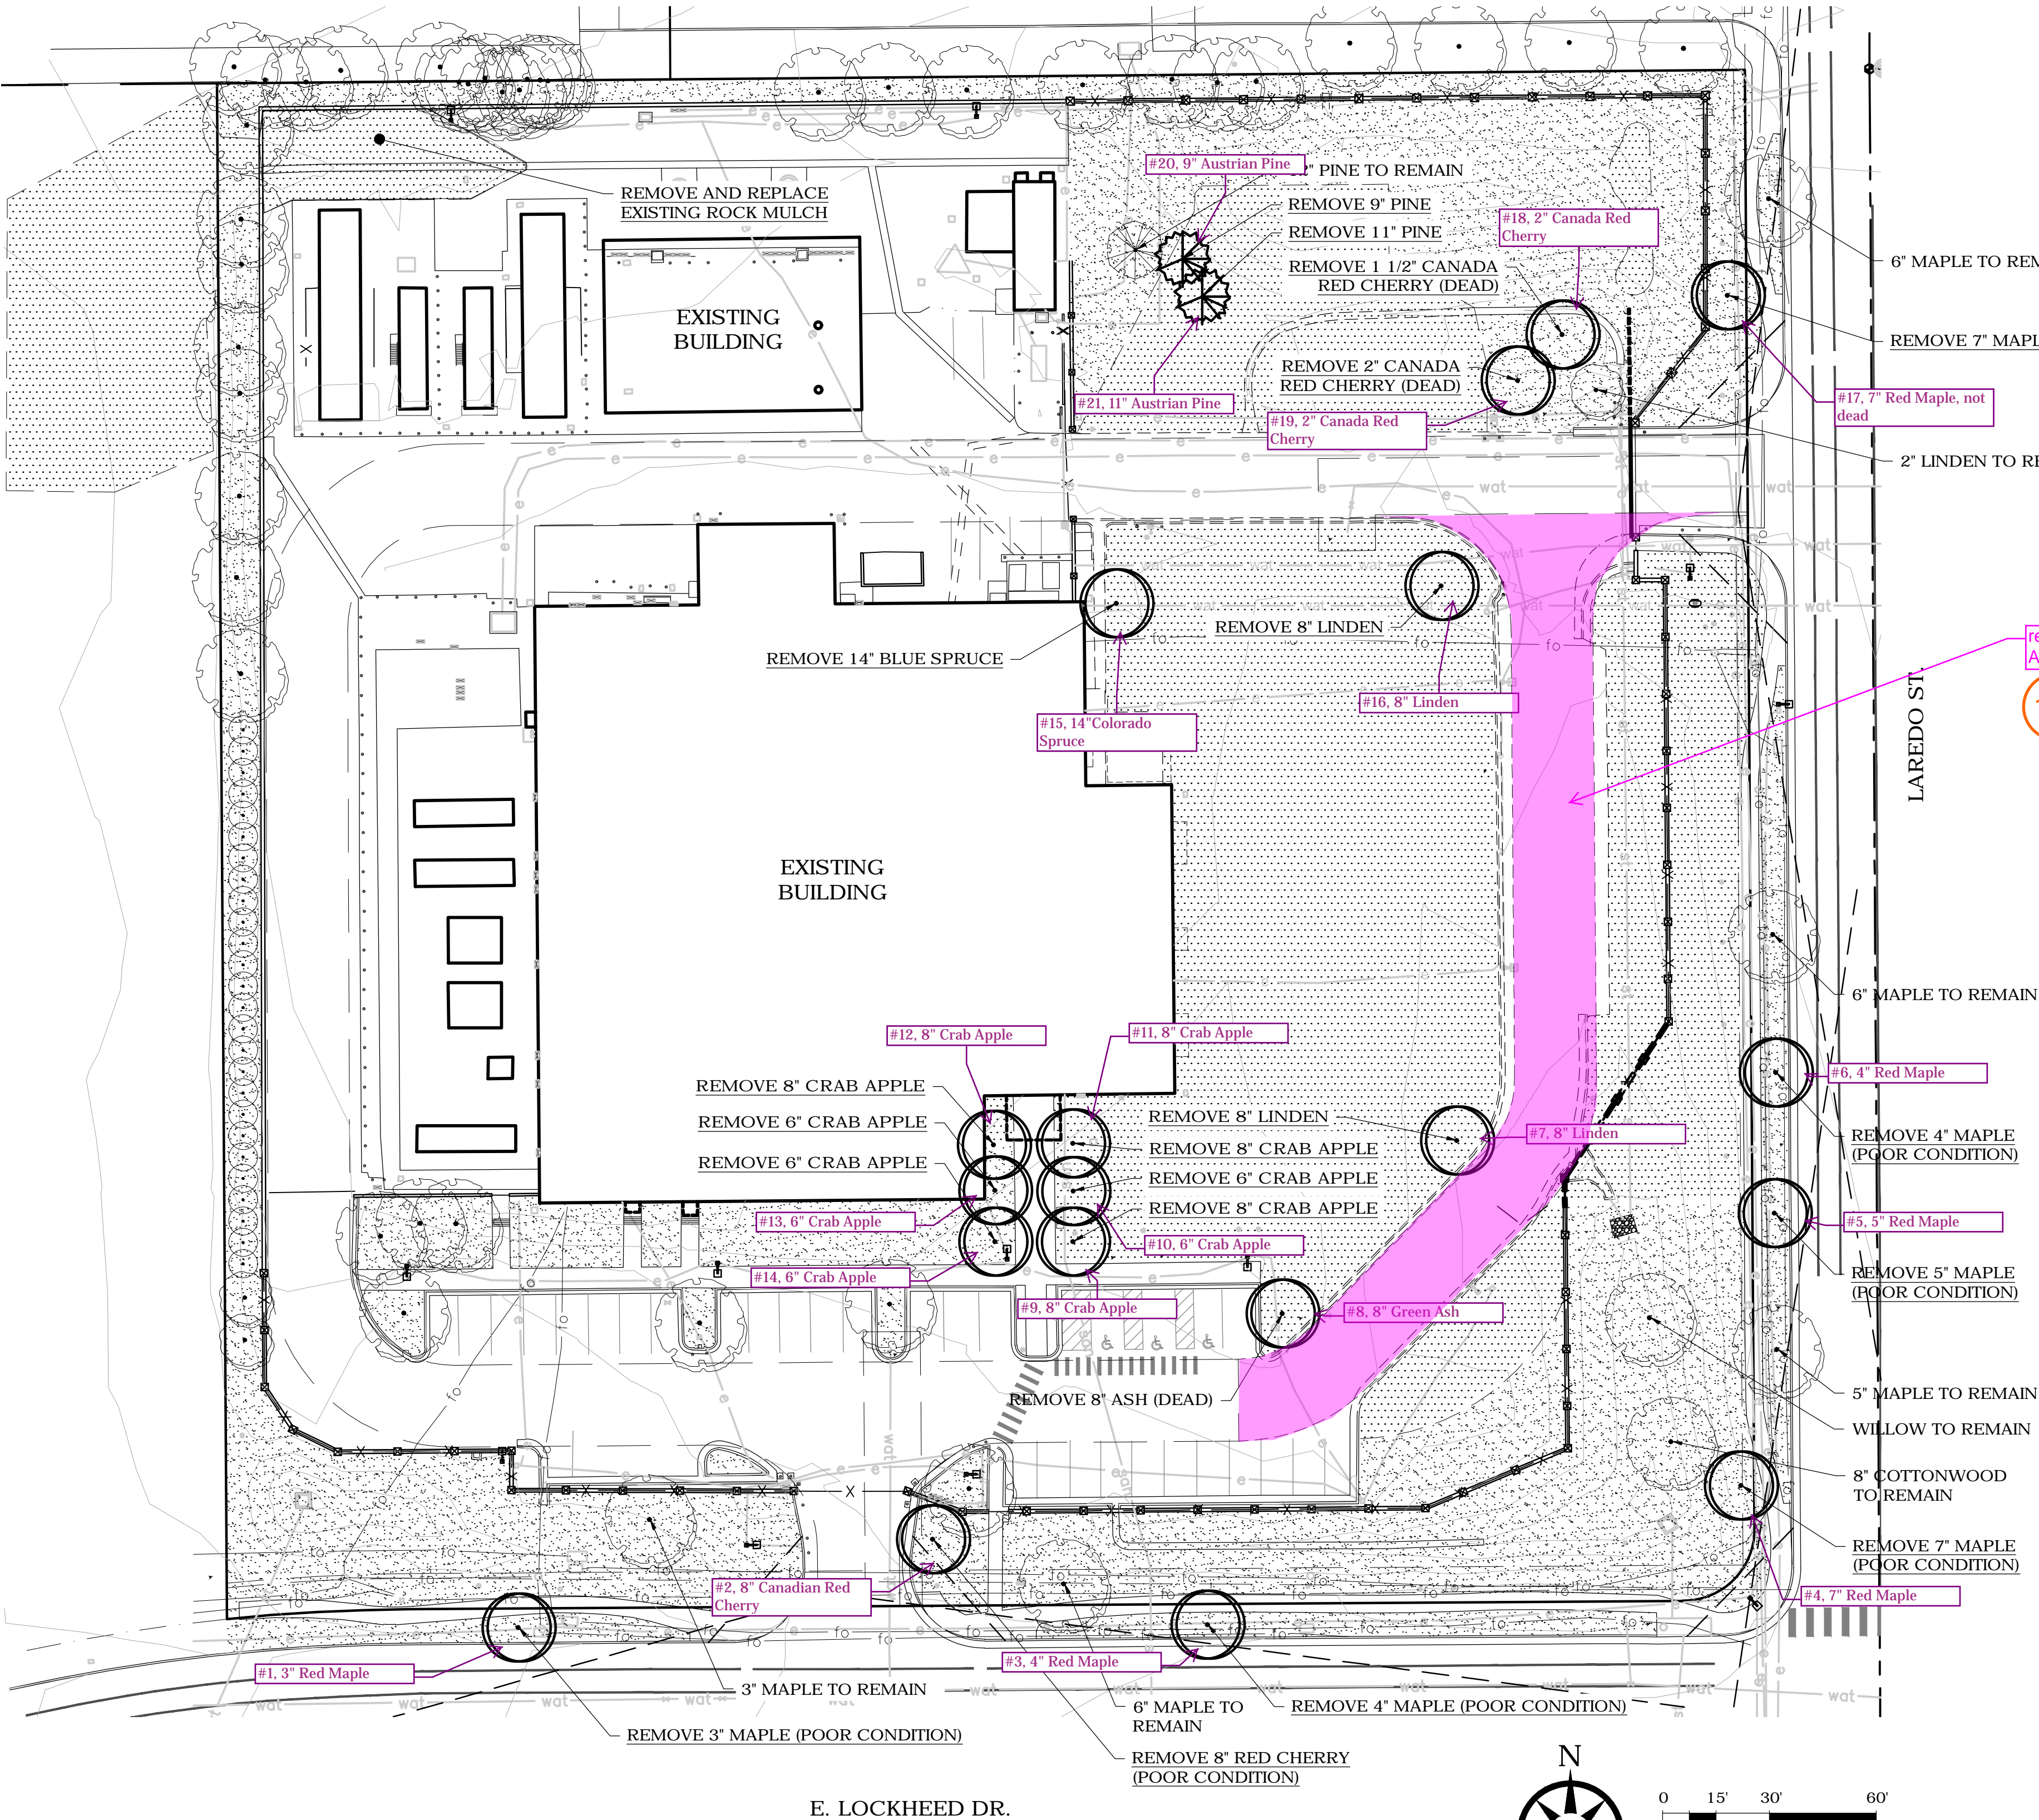 #20, 9" Austrian Pine
PINE TO REMAIN
REMOVE AND REPLACE
EXISTING ROCK MULCH
REMOVE 9" PINE
REMOVE 11" PINE
#18, 2" Canada Red
Cherry
REMOVE 1 1/2" CANADA
RED CHERRY (DEAD)
6" MAPLE TO
EXISTING
BUILDING
REMOVE 7"
REMOVE 2" CANADA
RED CHERRY (DEAD)
#21, 11" Austrian Pine
#19, 2" Canada Red
Cherry
#17, 7" Red Maple, not
dead
2" LINDEN TO
REMOVE 8" LINDEN
REMOVE 14" BLUE SPRUCE
#16, 8" Linden
#15, 14"Colorado
Spruce
LAREDO ST.
EXISTING
BUILDING
6" MAPLE TO REMAIN
#12, 8" Crab Apple
#11, 8" Crab Apple
#6, 4" Red Maple
REMOVE 8" CRAB APPLE
REMOVE 6" CRAB APPLE
REMOVE 6" CRAB APPLE
REMOVE 8" LINDEN
#7, 8" Linden
REMOVE 8" CRAB APPLE
REMOVE 6" CRAB APPLE
REMOVE 8" CRAB APPLE
REMOVE 4" MAPLE
(POOR CONDITION)
#13, 6" Crab Apple
#10, 6" Crab Apple
#5, 5" Red Maple
#14, 6" Crab Apple
#9, 8" Crab Apple
#8, 8" Green Ash
REMOVE 5" MAPLE
(POOR CONDITION)
REMOVE 8" ASH (DEAD)
5" MAPLE TO REMAIN
WILLOW TO REMAIN
8" COTTONWOOD
TO REMAIN
REMOVE 7" MAPLE
(POOR CONDITION)
#2, 8" Canadian Red
Cherry
#4, 7" Red Maple
#1, 3" Red Maple
#3, 4" Red Maple
3" MAPLE TO REMAIN
6" MAPLE TO
REMAIN
REMOVE 4" MAPLE (POOR CONDITION)
REMOVE 3" MAPLE (POOR CONDITION)
REMOVE 8" RED CHERRY
(POOR CONDITION)
E. LOCKHEED DR.
N
0 15' 30' 60'